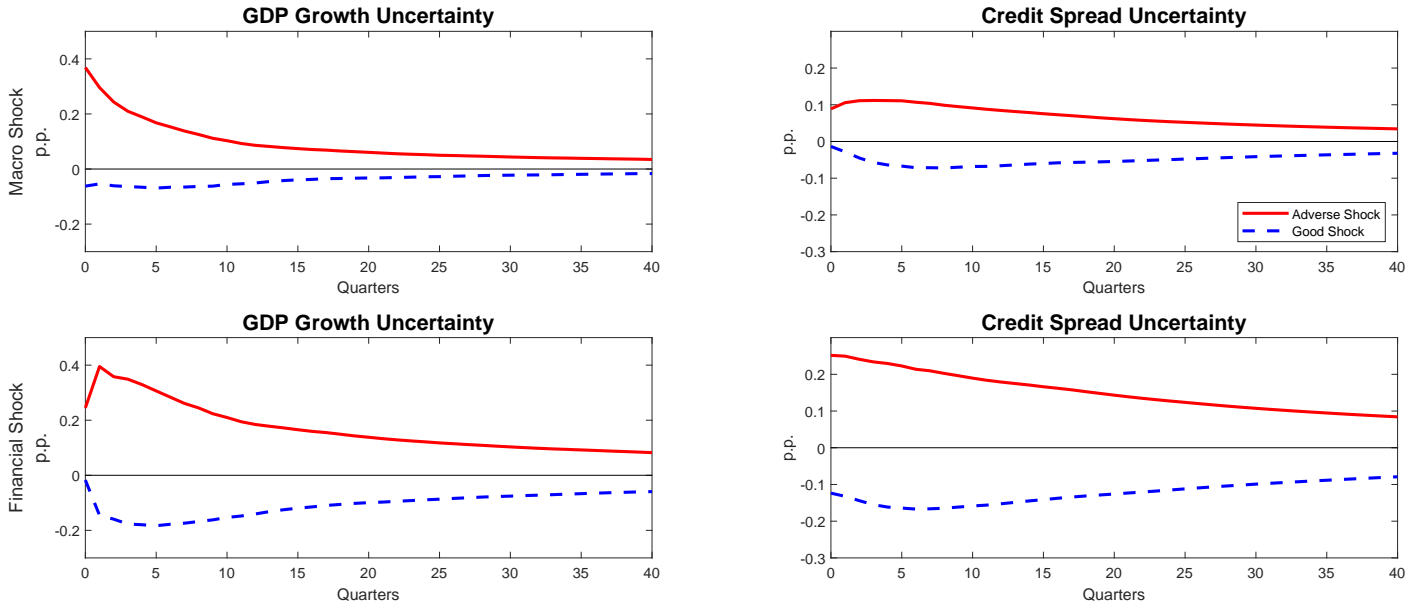 GDP Growth Uncertainty
Macro Shock
p.p.
0.4
0.2
0
-0.2
0 5 10 15 20 25 30 35 40
Quarters
Credit Spread Uncertainty
p.p.
0.2
0.1
0
-0.1
-0.2
-0.3
Adverse Shock
Good Shock
0 5 10 15 20 25 30 35 40
Quarters
GDP Growth Uncertainty
Financial Shock
p.p.
0.4
0.2
0
-0.2
0 5 10 15 20 25 30 35 40
Quarters
Credit Spread Uncertainty
p.p.
0.2
0.1
0
-0.1
-0.2
-0.3
0 5 10 15 20 25 30 35 40
Quarters